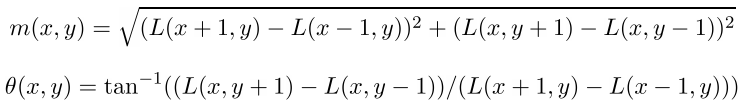 m(x, y) = √(L(x + 1, y) − L(x − 1, y))² + (L(x, y + 1) − L(x, y − 1))²
θ(x, y) = tan⁻¹((L(x, y + 1) − L(x, y − 1))/(L(x + 1, y) − L(x − 1, y)))